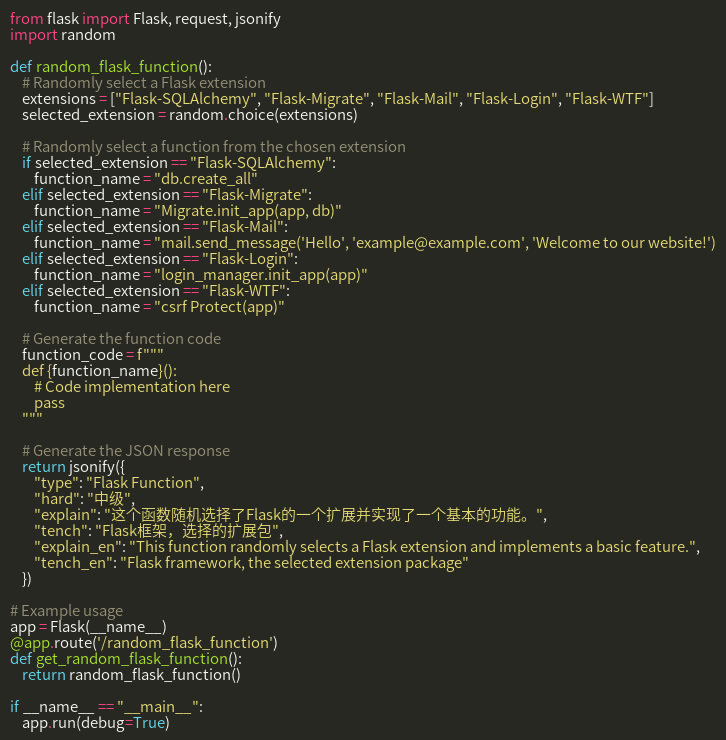 from flask import Flask, request, jsonify
import random
def random_flask_function():
# Randomly select a Flask extension
extensions = ["Flask-SQLAlchemy", "Flask-Migrate", "Flask-Mail", "Flask-Login", "Flask-WTF"]
selected_extension = random.choice(extensions)
# Randomly select a function from the chosen extension
if selected_extension == "Flask-SQLAlchemy":
function_name = "db.create_all"
elif selected_extension == "Flask-Migrate":
function_name = "Migrate.init_app(app, db)"
elif selected_extension == "Flask-Mail":
function_name = "mail.send_message('Hello', 'example@example.com', 'Welcome to our website!')
elif selected_extension == "Flask-Login":
function_name = "login_manager.init_app(app)"
elif selected_extension == "Flask-WTF":
function_name = "csrf Protect(app)"
# Generate the function code
function_code = f"""
def {function_name}():
# Code implementation here
pass
"""
# Generate the JSON response
return jsonify({
"type": "Flask Function",
"hard": "中级",
"explain": "这个函数随机选择了Flask的一个扩展并实现了一个基本的功能。",
"tench": "Flask框架，选择的扩展包",
"explain_en": "This function randomly selects a Flask extension and implements a basic feature.",
"tench_en": "Flask framework, the selected extension package"
})
# Example usage
app = Flask(__name__)
@app.route('/random_flask_function')
def get_random_flask_function():
return random_flask_function()
if __name__ == "__main__":
app.run(debug=True)